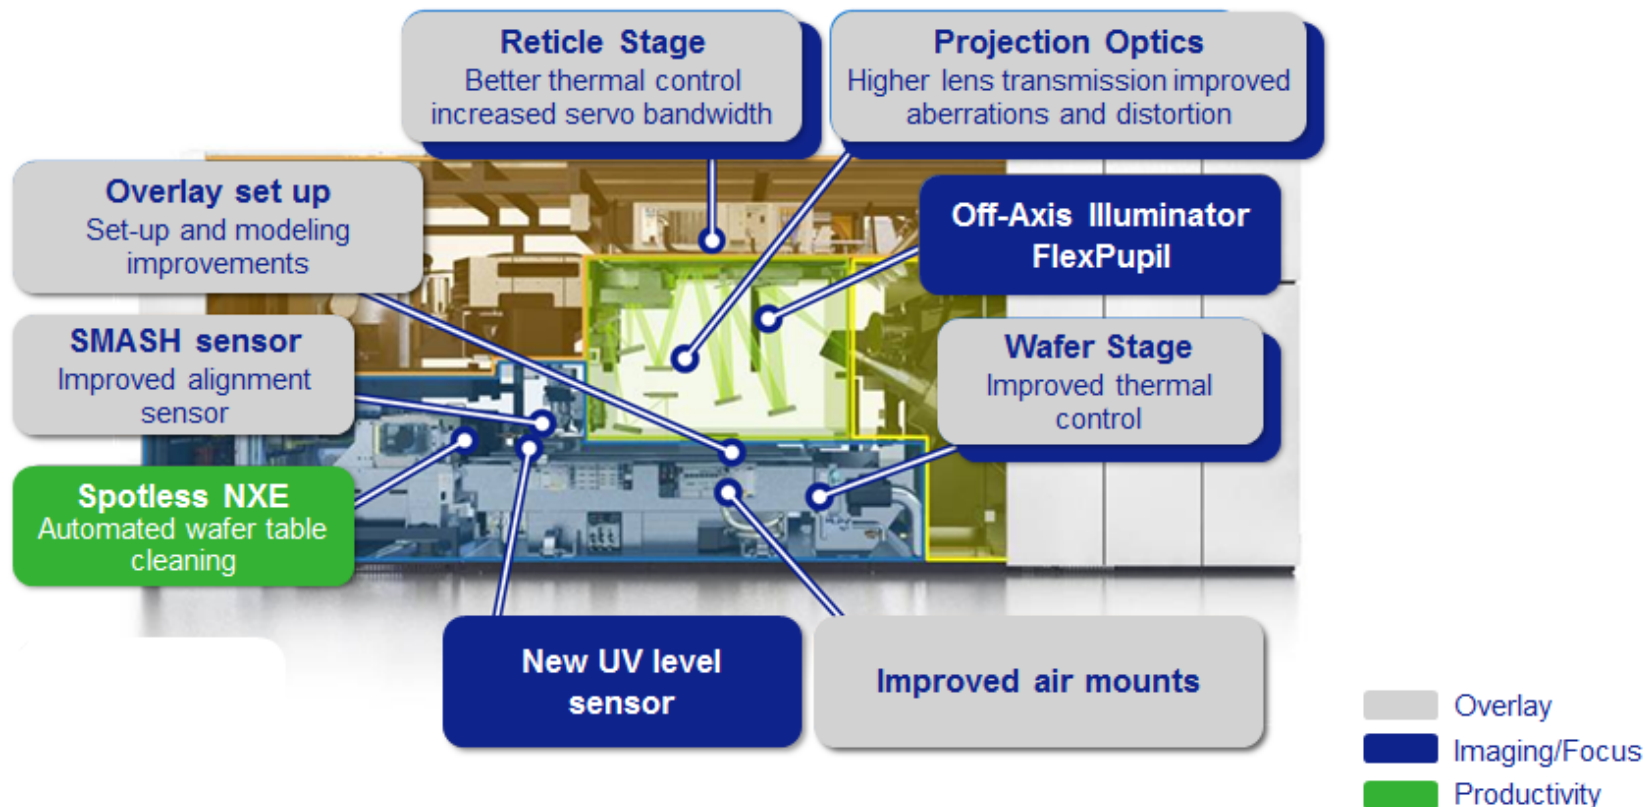 Reticle Stage
Better thermal control
increased servo bandwidth
Projection Optics
Higher lens transmission improved
aberrations and distortion
Overlay set up
Set-up and modeling
improvements
Off-Axis Illuminator
FlexPupil
SMASH sensor
Improved alignment
sensor
Wafer Stage
Improved thermal
control
Spotless NXE
Automated wafer table
cleaning
New UV level
sensor
Improved air mounts
Overlay
Imaging/Focus
Productivity